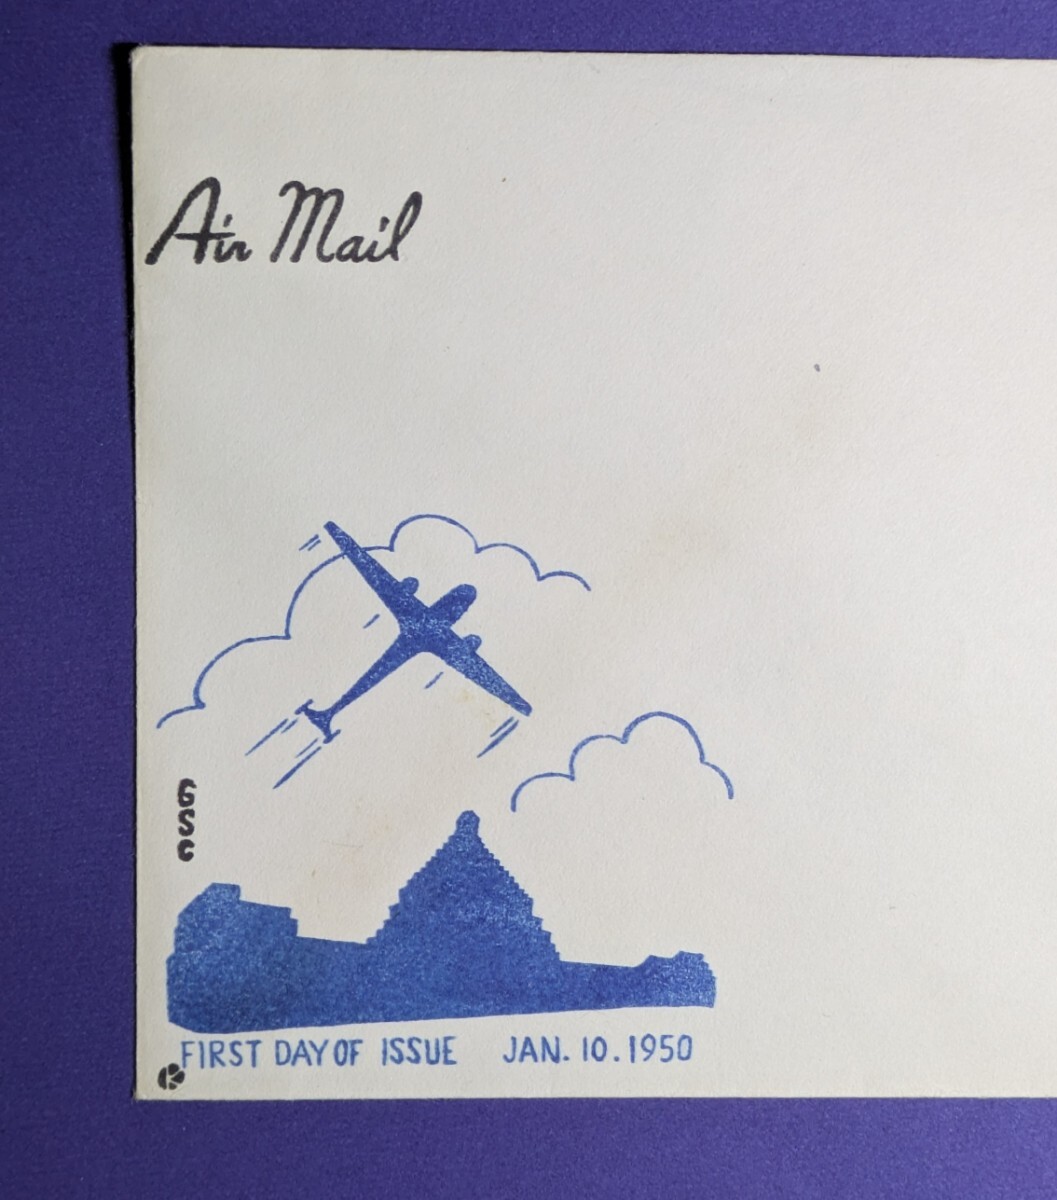 Air Mail
GSC
FIRST DAY OF ISSUE JAN. 10. 1950